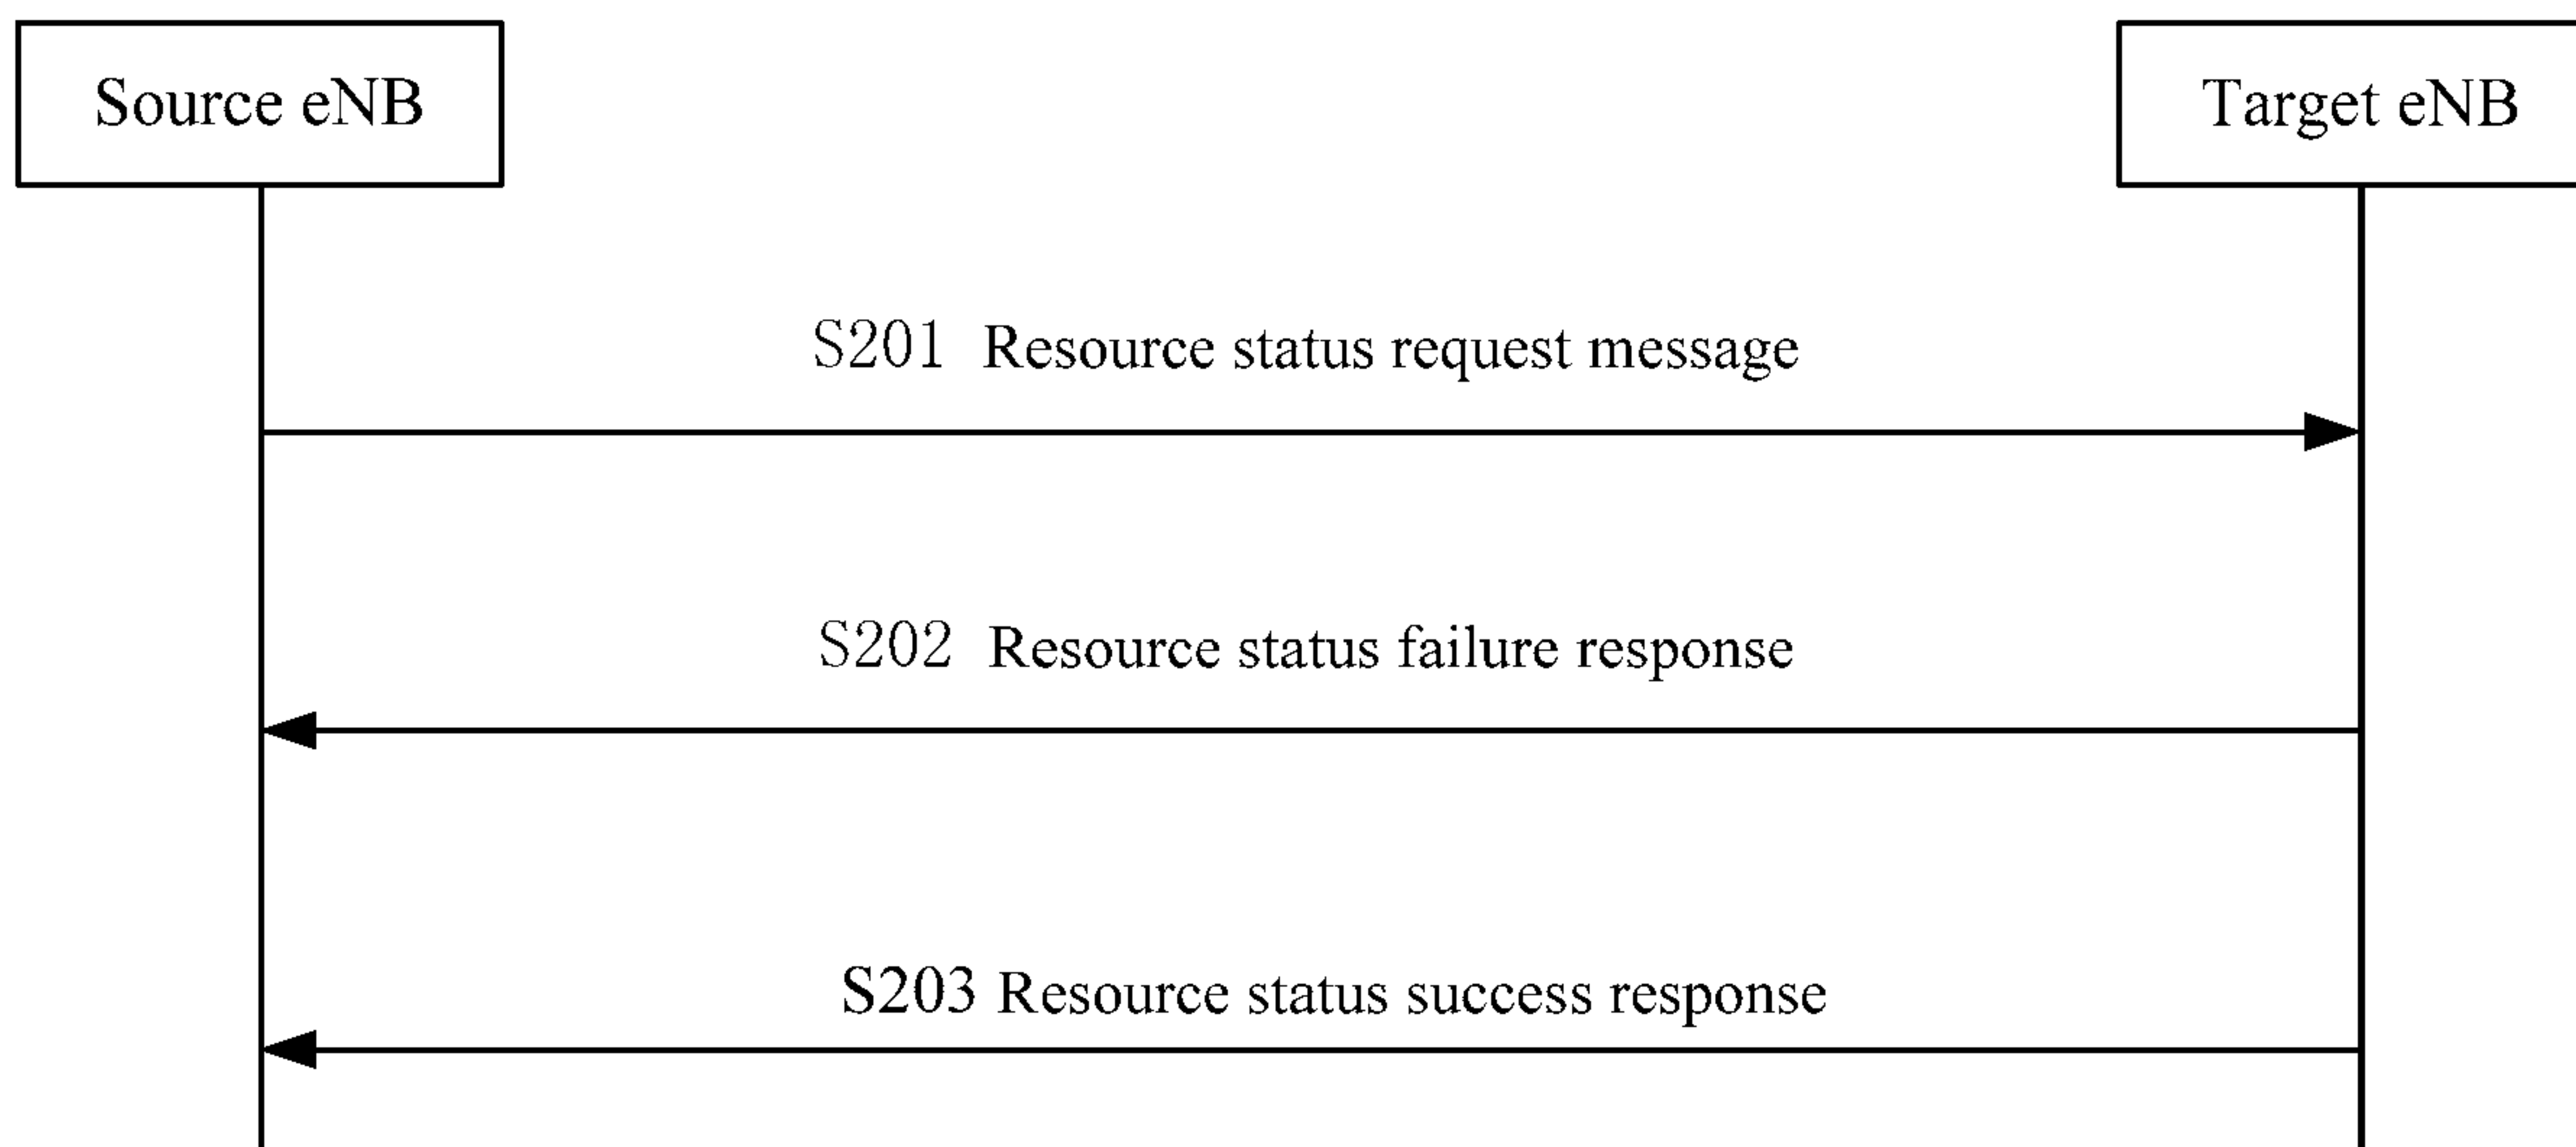 Source eNB
Target eNB
S201 Resource status request message
S202 Resource status failure response
S203 Resource status success response